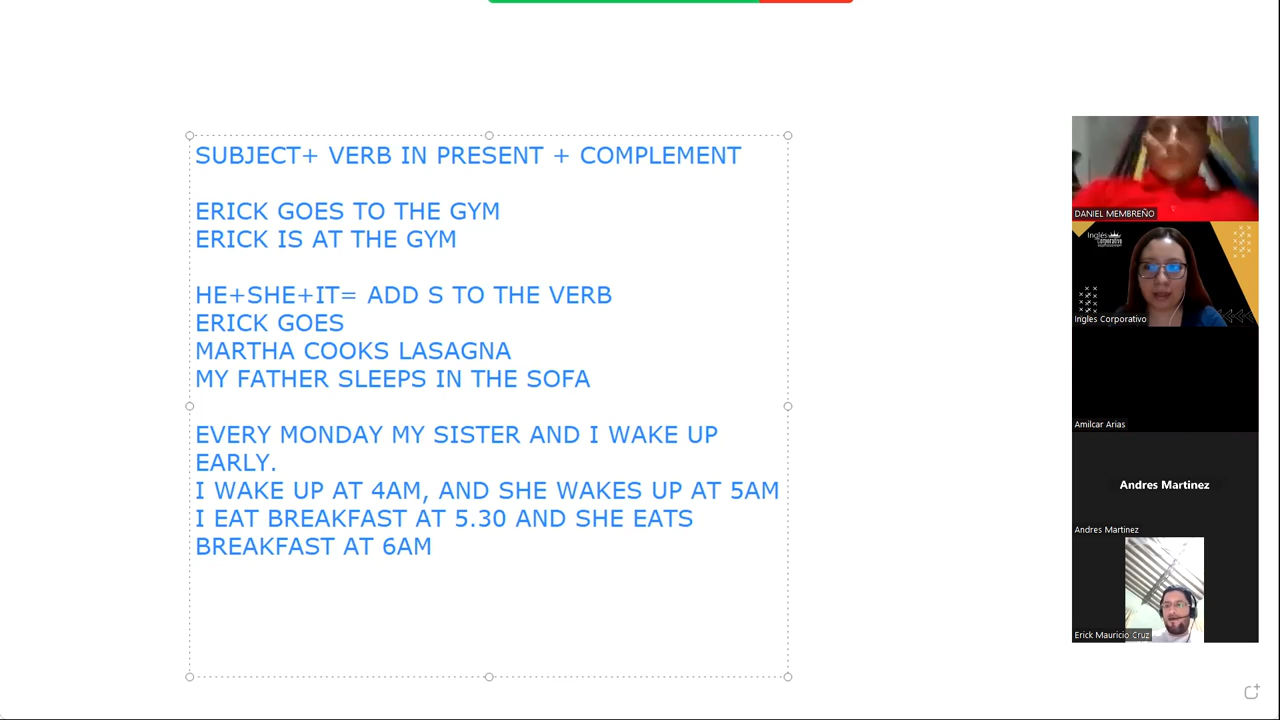 SUBJECT+ VERB IN PRESENT + COMPLEMENT
ERICK GOES TO THE GYM
ERICK IS AT THE GYM
HE+SHE+IT= ADD S TO THE VERB
ERICK GOES
MARTHA COOKS LASAGNA
MY FATHER SLEEPS IN THE SOFA
EVERY MONDAY MY SISTER AND I WAKE UP
EARLY.
I WAKE UP AT 4AM, AND SHE WAKES UP AT 5AM
I EAT BREAKFAST AT 5.30 AND SHE EATS
BREAKFAST AT 6AM
DANIEL MEMBREÑO
Inglés
Corporativo
Ingles Corporativo
Amilcar Arias
Andres Martinez
Andres Martinez
Erick Mauricio Cruz